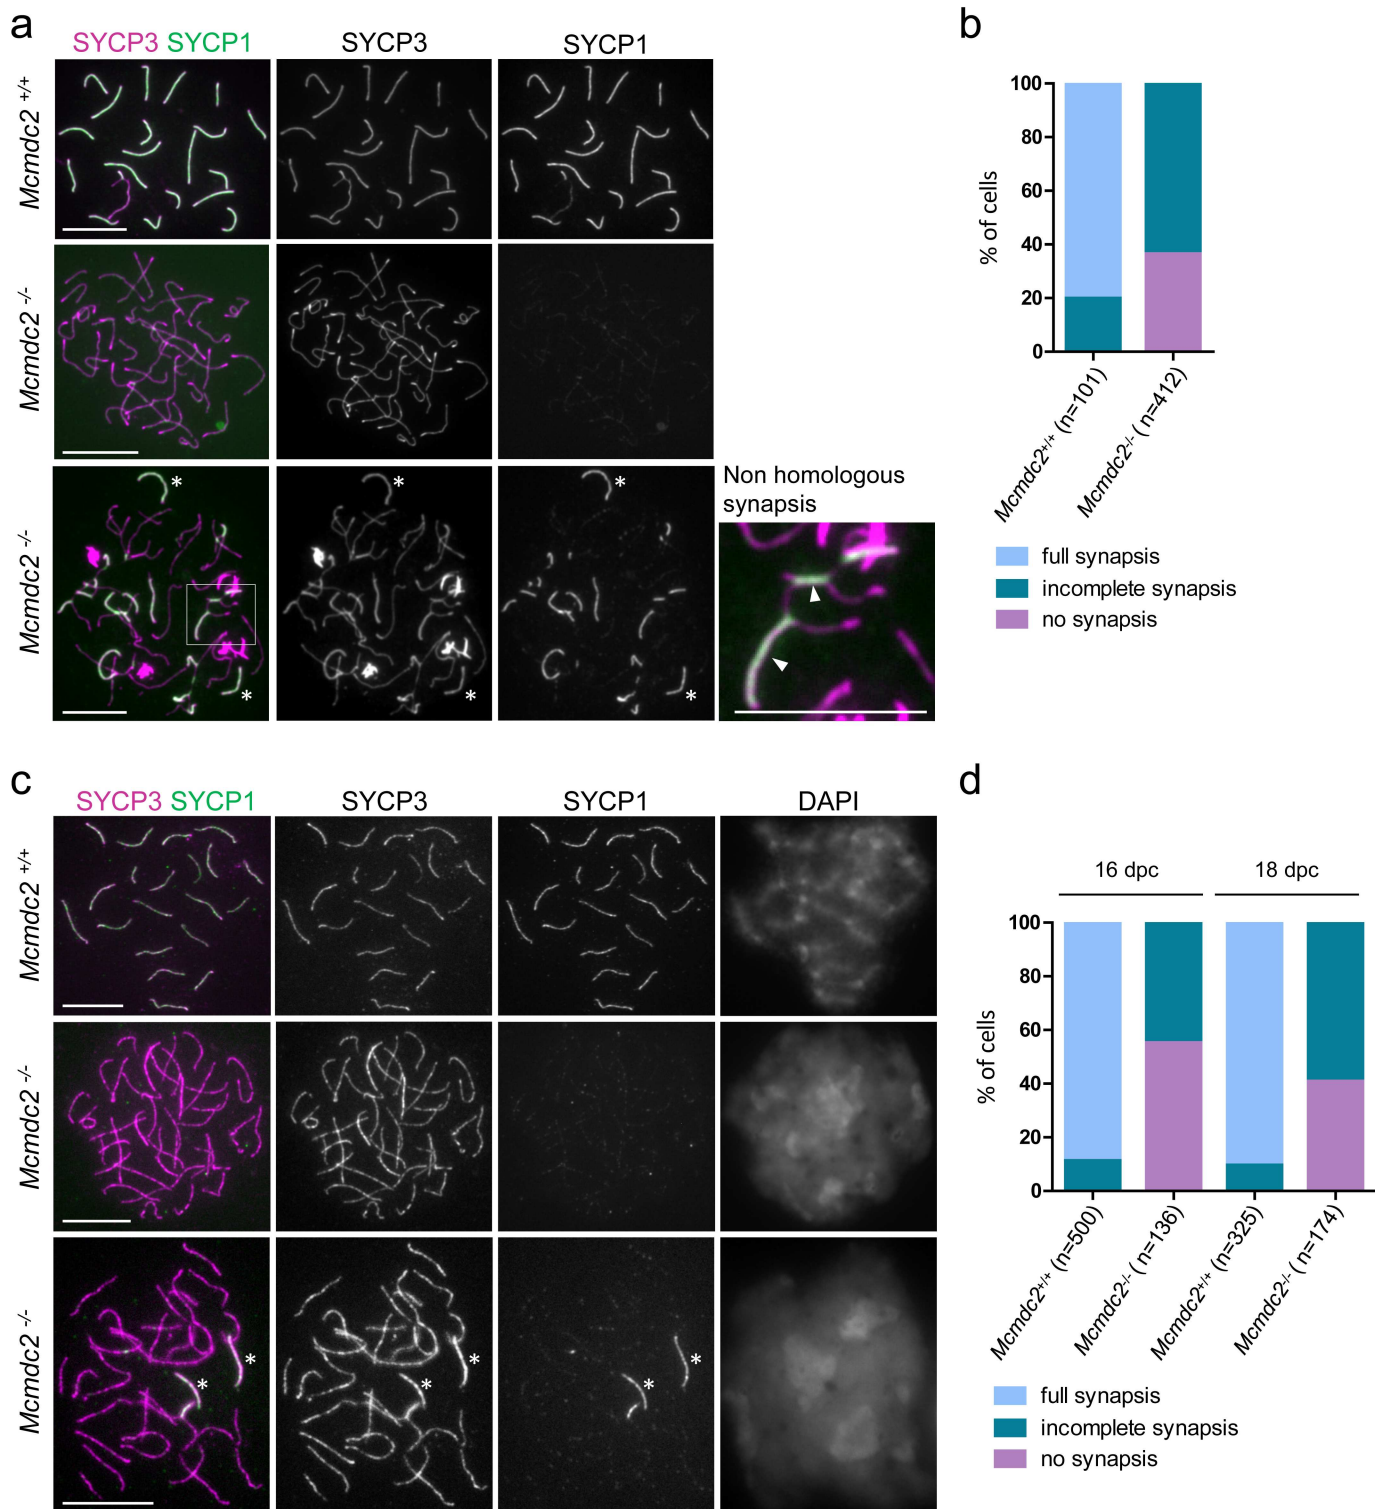 a
SYCP3 SYCP1
SYCP3
SYCP1
Mcmdc2 +/+
Mcmdc2 -/-
Mcmdc2 -/-
*
*
*
*
*
*
Non homologous
synapsis
b
% of cells
100
80
60
40
20
0
Mcmdc2+/+ (n=101)
Mcmdc2-/- ( n=412)
full synapsis
incomplete synapsis
no synapsis
c
SYCP3 SYCP1
SYCP3
SYCP1
DAPI
Mcmdc2 +/+
Mcmdc2 -/-
Mcmdc2 -/-
*
*
*
*
*
*
d
16 dpc
18 dpc
% of cells
100
80
60
40
20
0
Mcmdc2+/+ (n=500)
Mcmdc2-/- ( n=136)
Mcmdc2+/+ (n=325)
Mcmdc2-/- ( n=174)
full synapsis
incomplete synapsis
no synapsis